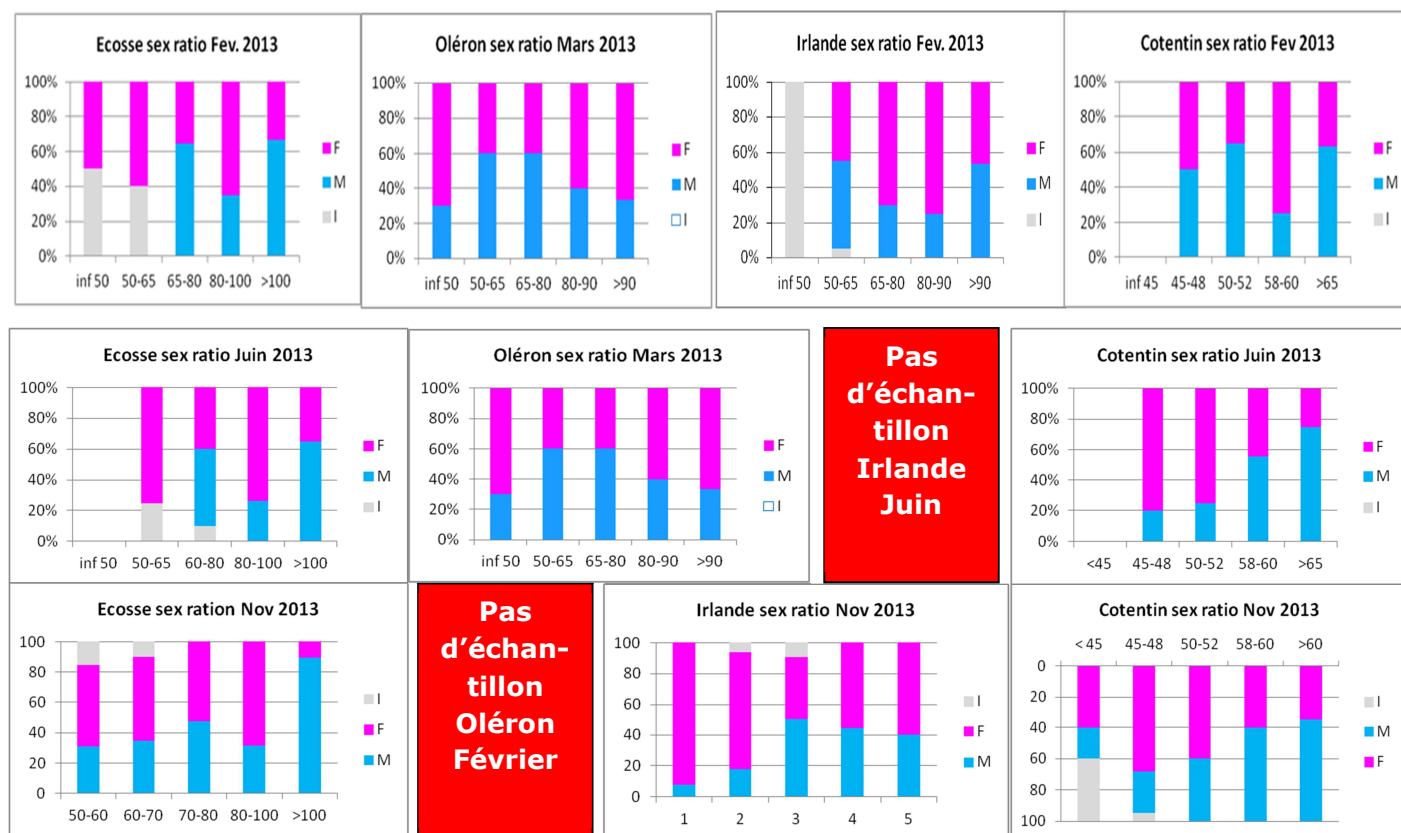 Ecosse sex ratio Fev. 2013
100%
80%
60%
40%
20%
0%
inf 50 50-65 65-80 80-100 >100
F
M
I
Oléron sex ratio Mars 2013
100%
80%
60%
40%
20%
0%
inf 50 50-65 65-80 80-90 >90
F
M
I
Irlande sex ratio Fev. 2013
100%
80%
60%
40%
20%
0%
inf 50 50-65 65-80 80-90 >90
F
M
I
Cotentin sex ratio Fev 2013
100%
80%
60%
40%
20%
0%
inf 45 45-48 50-52 58-60 >65
F
M
I
Ecosse sex ratio Juin 2013
100%
80%
60%
40%
20%
0%
inf 50 50-65 60-80 80-100 >100
F
M
I
Oléron sex ratio Mars 2013
100%
80%
60%
40%
20%
0%
inf 50 50-65 65-80 80-90 >90
F
M
I
Pas
d'échan-
tillon
Irlande
Juin
Cotentin sex ratio Juin 2013
100%
80%
60%
40%
20%
0%
<45 45-48 50-52 58-60 >65
F
M
I
Ecosse sex ration Nov 2013
100
80
60
40
20
0
50-60 60-70 70-80 80-100 >100
I
F
M
Pas
d'échan-
tillon
Oléron
Février
Irlande sex ratio Nov 2013
100
80
60
40
20
0
1 2 3 4 5
I
F
M
Cotentin sex ratio Nov 2013
< 45 45-48 50-52 58-60 >60
0
20
40
60
80
100
I
M
F